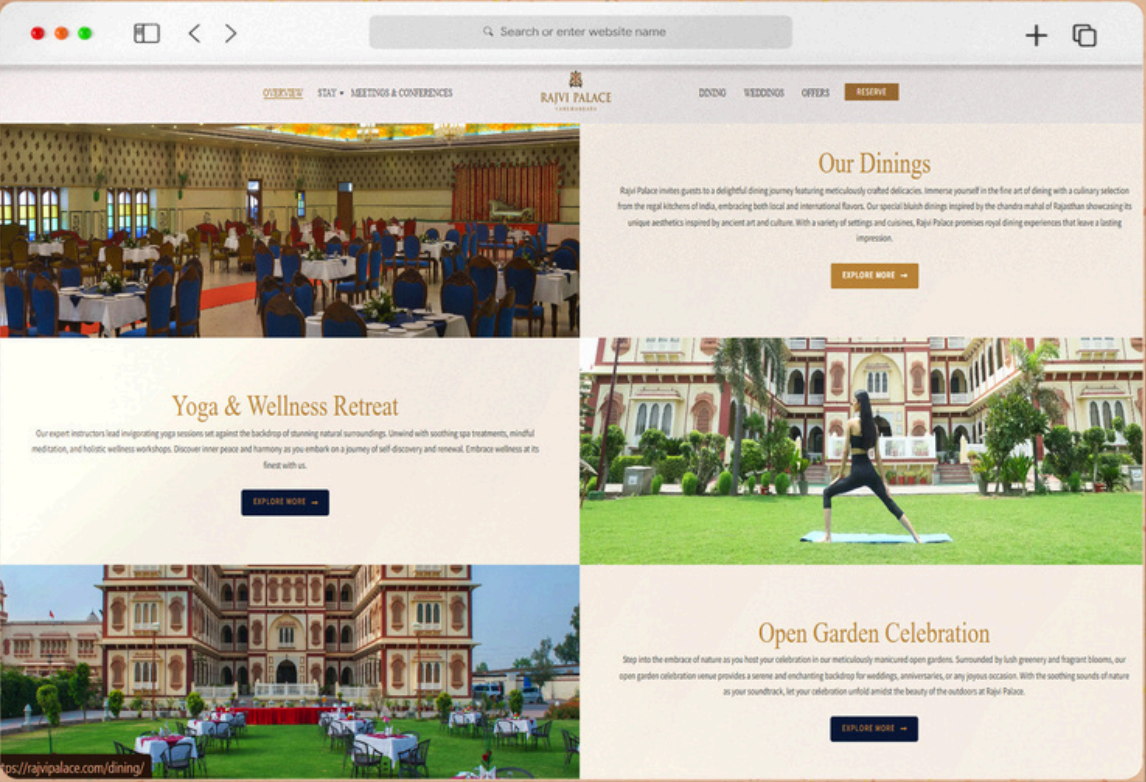 Search or enter website name
OVERVIEW STAY MEETINGS & CONFERENCES
RAJVI PALACE
DINING WEDDINGS OFFERS RESERVE
Our Dinings
Rajvi Palace invites guests to a delightful dining journey featuring meticulously crafted delicacies. Immerse yourself in the fine art of dining with a culinary selection
from the regal kitchens of India, embracing both local and international flavors. Our special bluish dinings inspired by the chandra mahal of Rajasthan showcasing its
unique aesthetics inspired by ancient art and culture. With a variety of settings and cuisines, Rajvi Palace promises royal dining experiences that leave a lasting
impression.
EXPLORE MORE →
Yoga & Wellness Retreat
Our expert instructors lead invigorating yoga sessions set against the backdrop of stunning natural surroundings. Unwind with soothing spa treatments, mindful
meditation, and holistic wellness workshops. Discover inner peace and harmony as you embark on a journey of self-discovery and renewal. Embrace wellness at its
finest with us.
EXPLORE MORE →
Open Garden Celebration
Step into the embrace of nature as you host your celebration in our meticulously manicured open gardens. Surrounded by lush greenery and fragrant blooms, our
open garden celebration venue provides a serene and enchanting backdrop for weddings, anniversaries, or any joyous occasion. With the soothing sounds of nature
as your soundtrack, let your celebration unfold amidst the beauty of the outdoors at Rajvi Palace.
EXPLORE MORE →
tps://rajvipalace.com/dining/